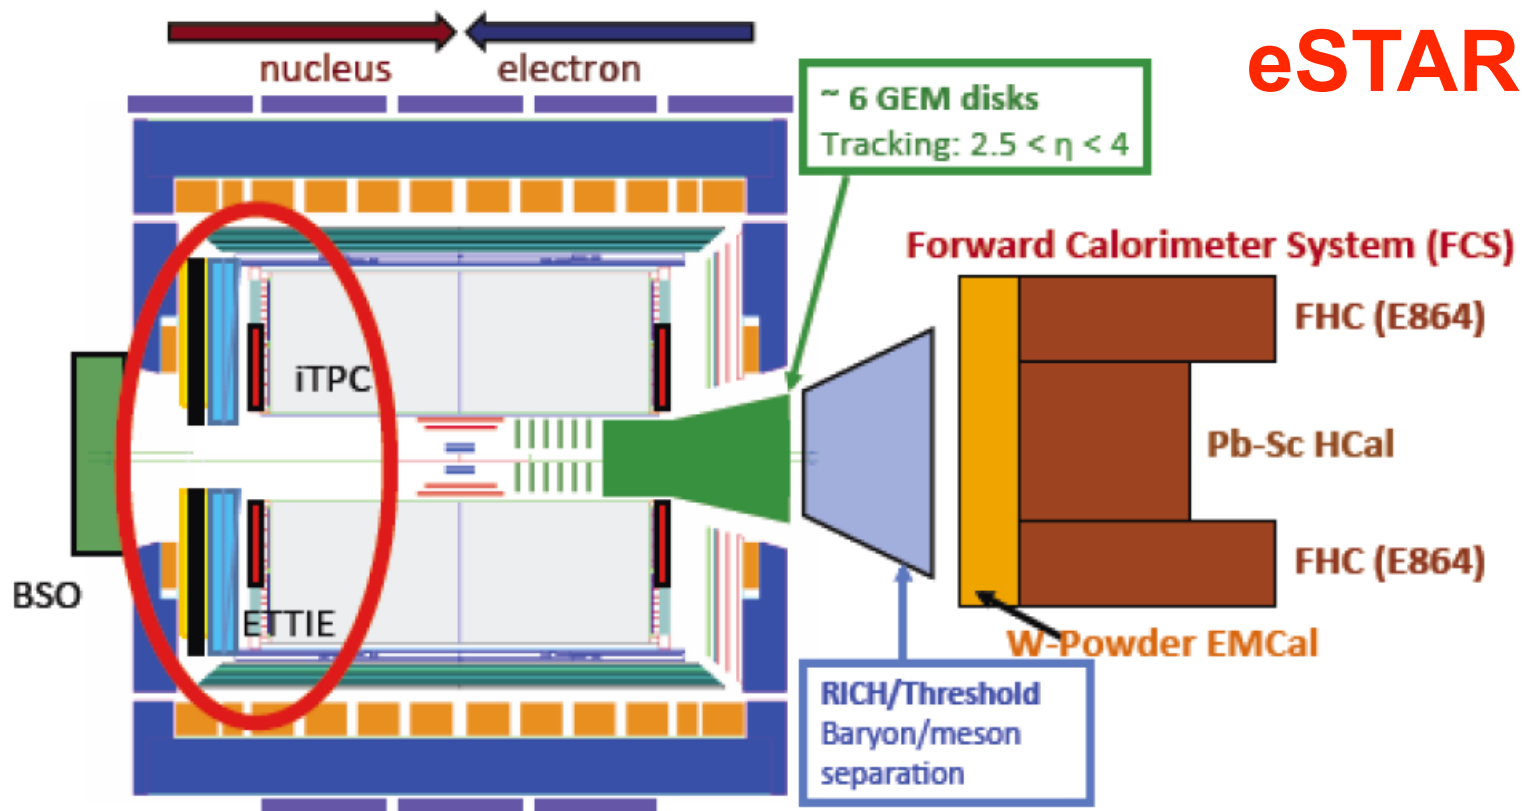 eSTAR
nucleus
electron
~ 6 GEM disks
Tracking: 2.5 < η < 4
Forward Calorimeter System (FCS)
FHC (E864)
iTPC
Pb-Sc HCal
FHC (E864)
BSO
ETTIE
W-Powder EMCal
RICH/Threshold
Baryon/meson
separation